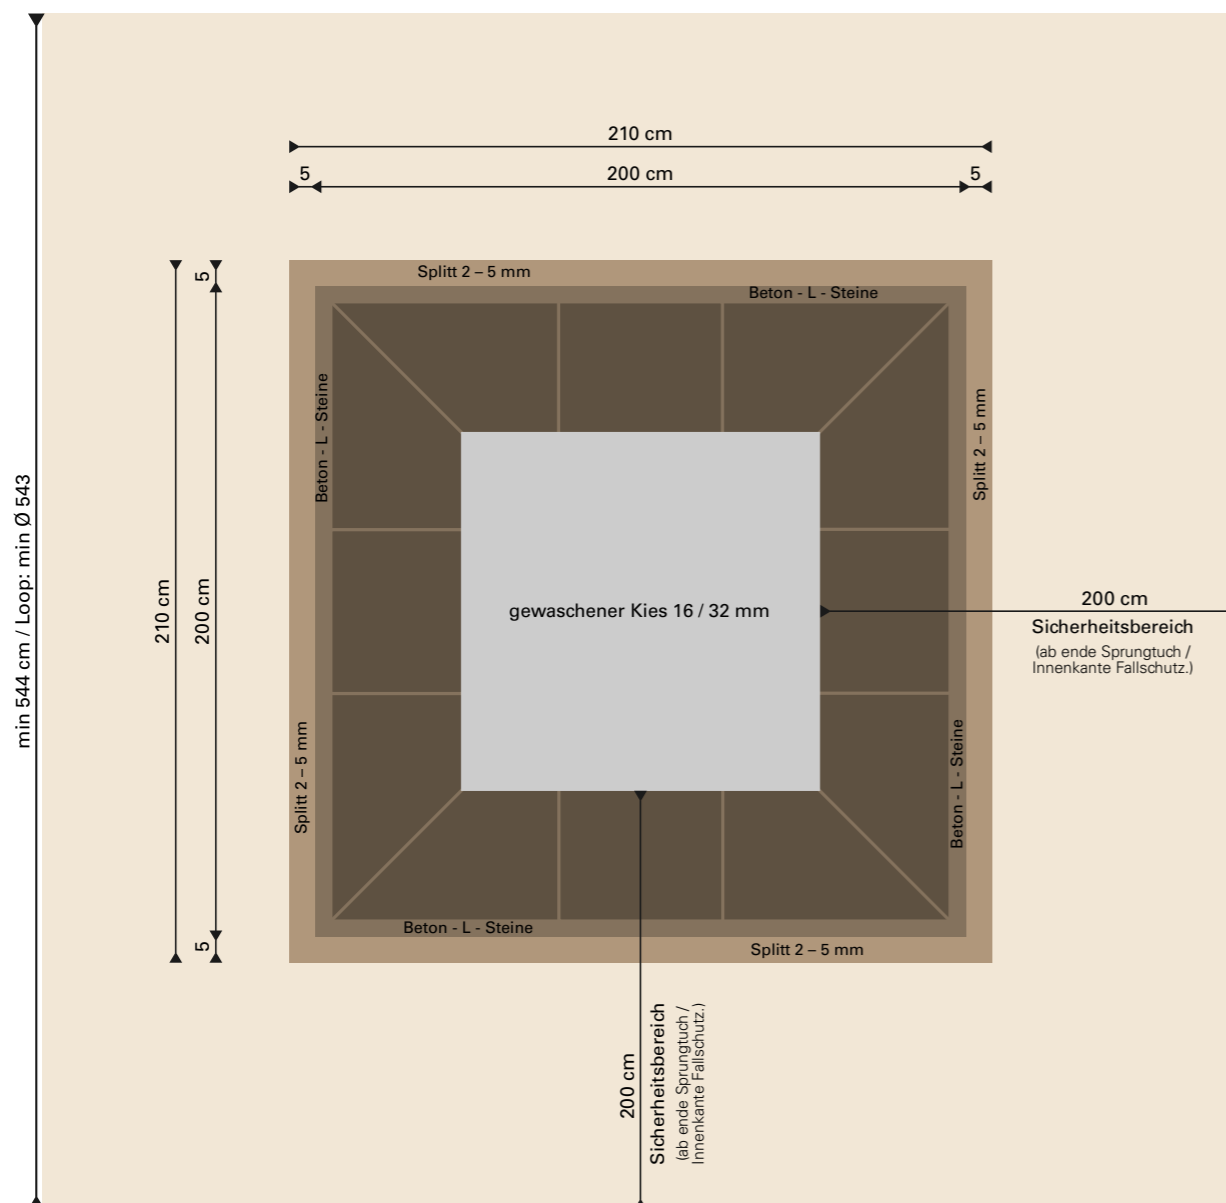 210 cm
5
200 cm
5
Splitt 2 – 5 mm
Beton - L - Steine
5
210 cm
200 cm
5
min 544 cm / Loop: min Ø 543
Beton - L - Steine
Splitt 2 – 5 mm
gewaschener Kies 16 / 32 mm
200 cm
Sicherheitsbereich
(ab ende Sprungtuch /
Innenkante Fallschutz.)
Splitt 2 – 5 mm
Beton - L - Steine
Beton - L - Steine
Splitt 2 – 5 mm
200 cm
Sicherheitsbereich
(ab ende Sprungtuch /
Innenkante Fallschutz.)